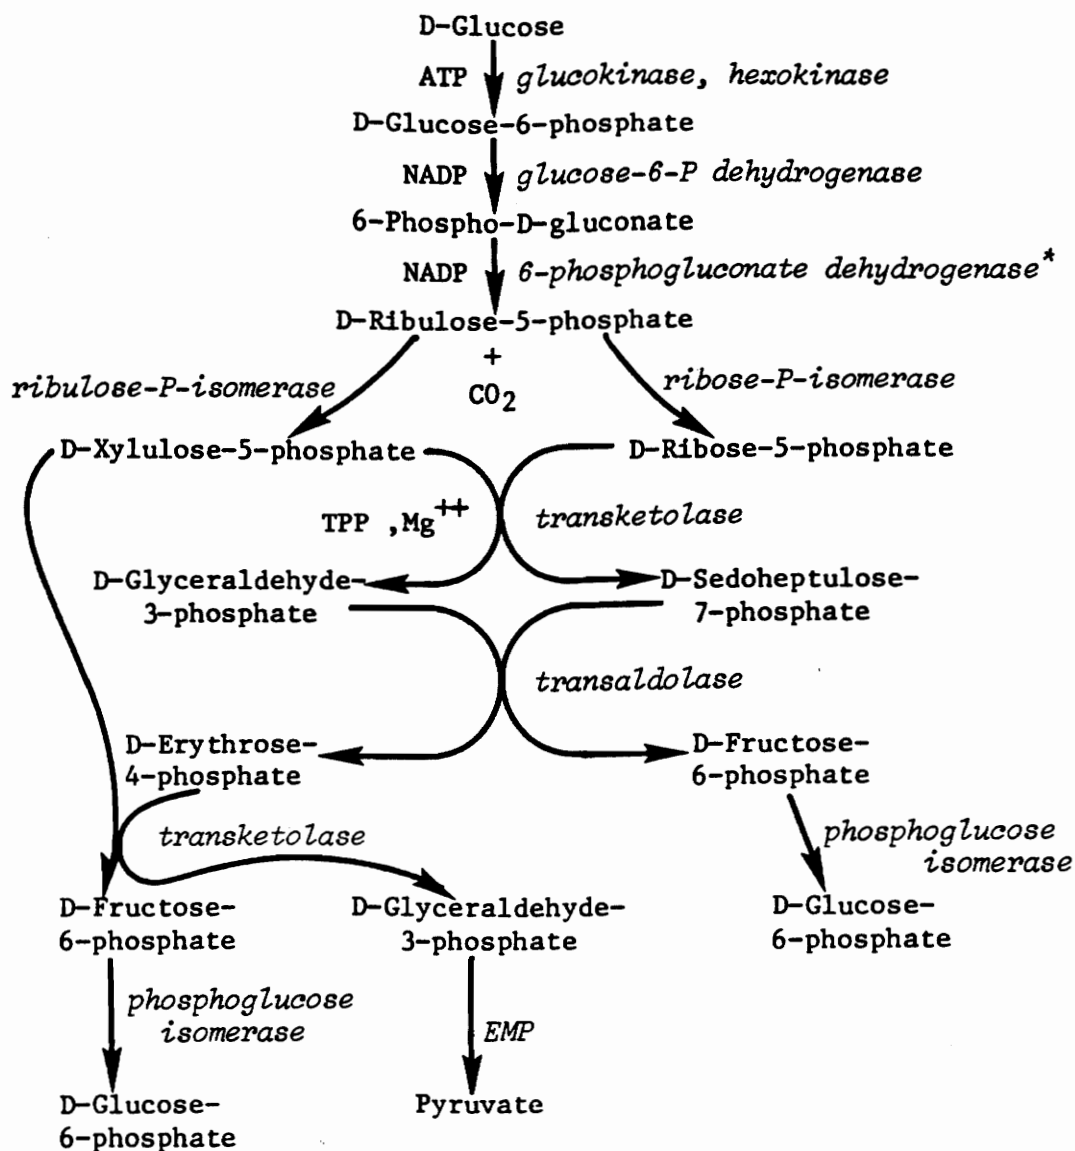 D-Glucose
ATP glucokinase, hexokinase
D-Glucose-6-phosphate
NADP glucose-6-P dehydrogenase
6-Phospho-D-gluconate
NADP 6-phosphogluconate dehydrogenase*
D-Ribulose-5-phosphate
+
CO2
ribulose-P-isomerase
ribose-P-isomerase
D-Xylulose-5-phosphate
D-Ribose-5-phosphate
TPP ,Mg++
transketolase
D-Glyceraldehyde-
3-phosphate
D-Sedoheptulose-
7-phosphate
transaldolase
D-Erythrose-
4-phosphate
D-Fructose-
6-phosphate
transketolase
phosphoglucose
isomerase
D-Fructose-
6-phosphate
D-Glyceraldehyde-
3-phosphate
D-Glucose-
6-phosphate
phosphoglucose
isomerase
EMP
D-Glucose-
6-phosphate
Pyruvate